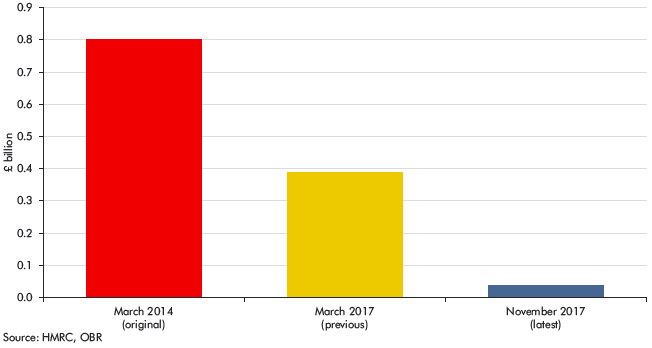 0.9
0.8
0.7
0.6
0.5
0.4
0.3
0.2
0.1
0.0
£ billion
March 2014
(original)
March 2017
(previous)
November 2017
(latest)
Source: HMRC, OBR